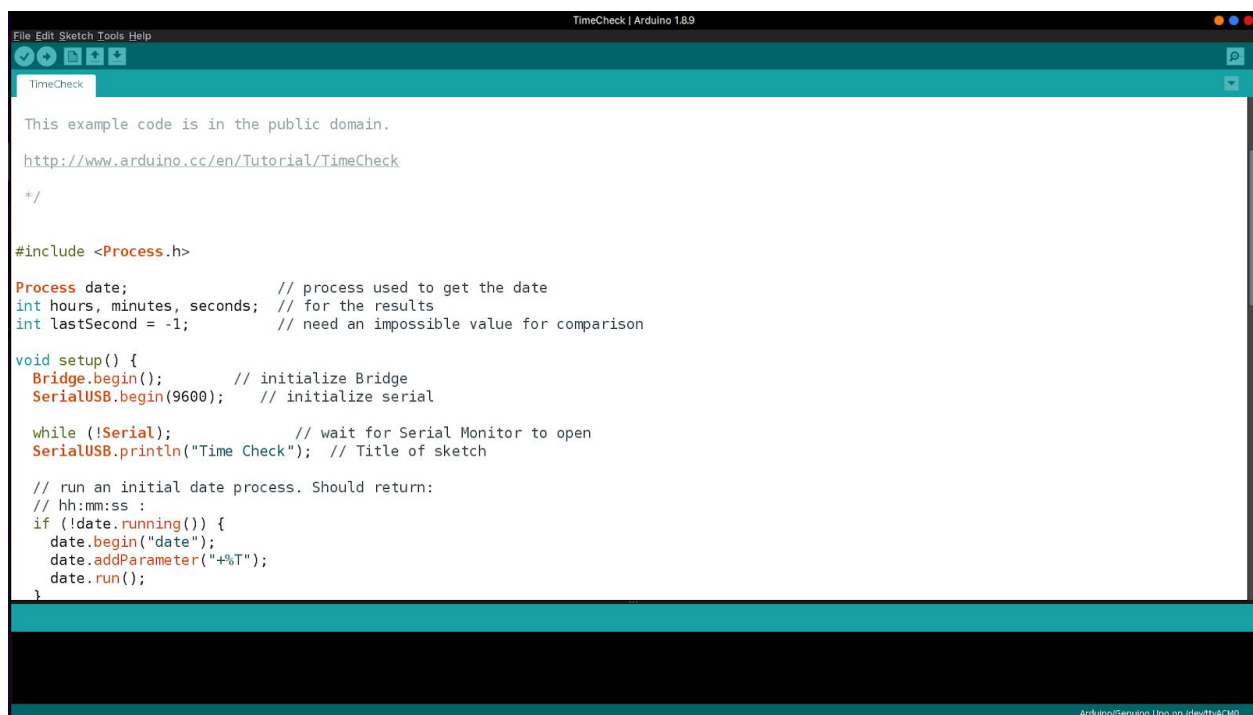 TimeCheck | Arduino 1.8.9
File Edit Sketch Tools Help
TimeCheck
This example code is in the public domain.
http://www.arduino.cc/en/Tutorial/TimeCheck
*/
#include <Process.h>
Process date;                 // process used to get the date
int hours, minutes, seconds;  // for the results
int lastSecond = -1;          // need an impossible value for comparison
void setup() {
  Bridge.begin();        // initialize Bridge
  SerialUSB.begin(9600);    // initialize serial
  while (!Serial);              // wait for Serial Monitor to open
  SerialUSB.println("Time Check");  // Title of sketch
  // run an initial date process. Should return:
  // hh:mm:ss :
  if (!date.running()) {
    date.begin("date");
    date.addParameter("+%T");
    date.run();
  }
Arduino/Genuino Uno on /dev/ttyACM0